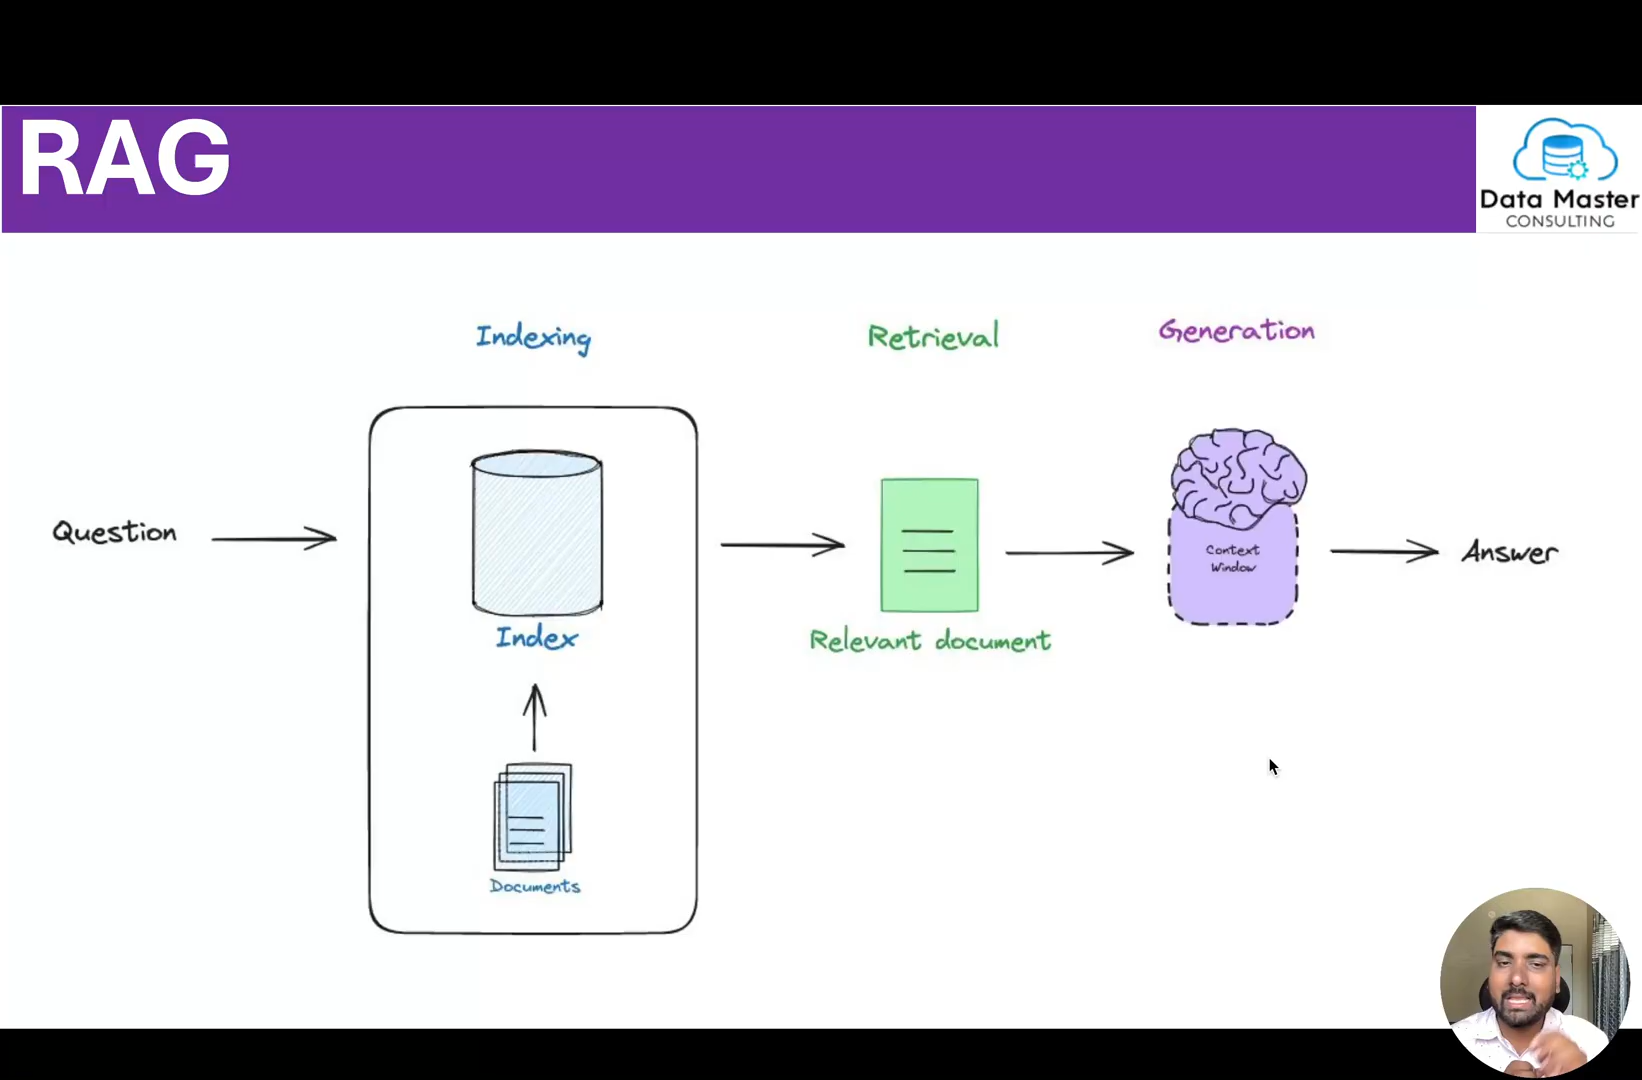 RAG
Data Master
CONSULTING
Indexing
Retrieval
Generation
Question
Context
Window
Answer
Index
Relevant document
Documents